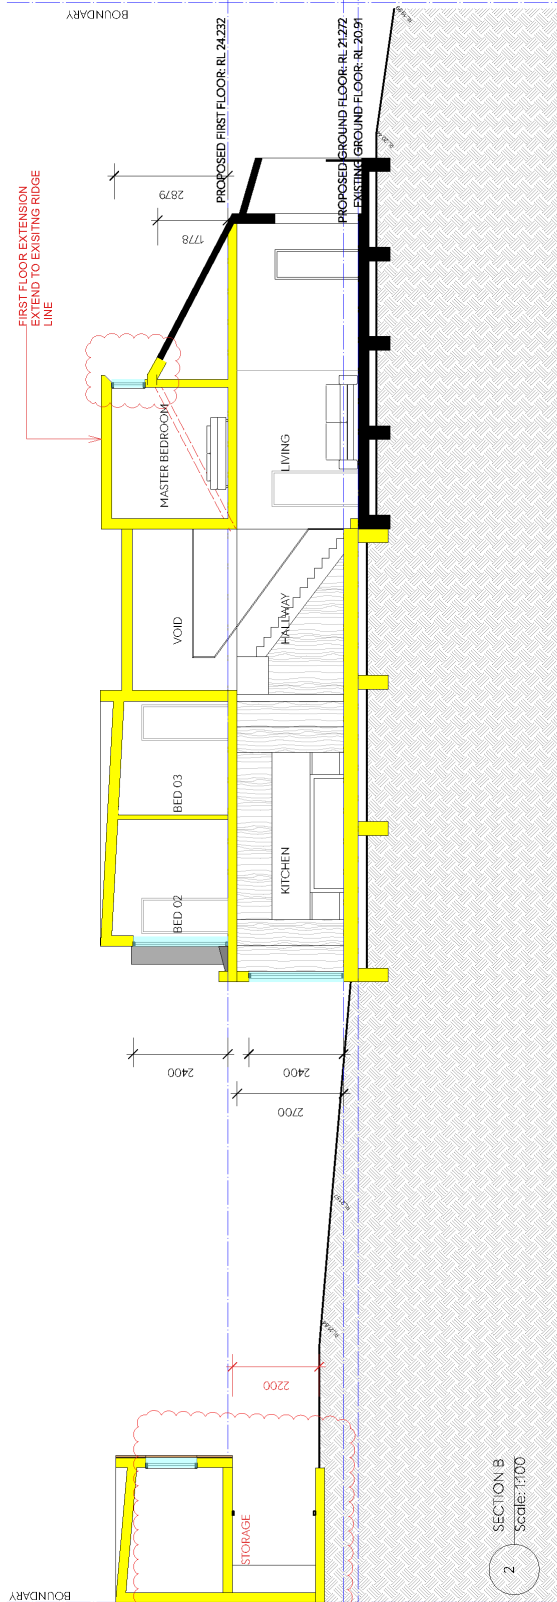 BOUNDARY
PROPOSED FIRST FLOOR: RL 24.232
PROPOSED GROUND FLOOR: RL 21.272
EXISTING GROUND FLOOR: RL 20.91
2879
1778
FIRST FLOOR EXTENSION
EXTEND TO EXISITNG RIDGE
LINE
MASTER BEDROOM
LIVING
VOID
HALLWAY
BED 03
BED 02
KITCHEN
2400
2400
2700
2200
STORAGE
BOUNDARY
2
SECTION B
Scale: 1:100